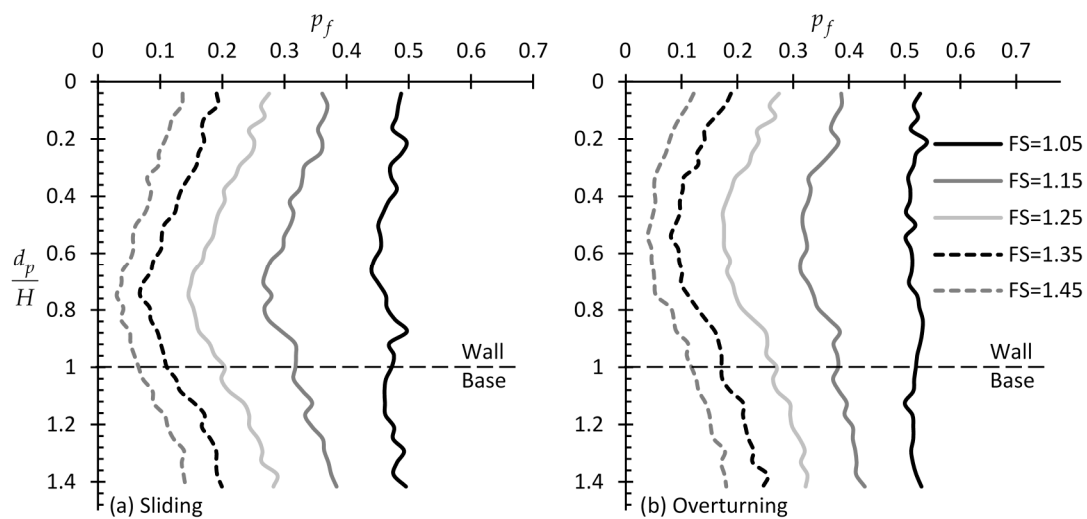 p_f
0 0.1 0.2 0.3 0.4 0.5 0.6 0.7
0
0.2
0.4
0.6
0.8
1
1.2
1.4
d_p
H
Wall
Base
(a) Sliding
p_f
0 0.1 0.2 0.3 0.4 0.5 0.6 0.7
0
0.2
0.4
0.6
0.8
1
1.2
1.4
FS=1.05
FS=1.15
FS=1.25
FS=1.35
FS=1.45
Wall
Base
(b) Overturning